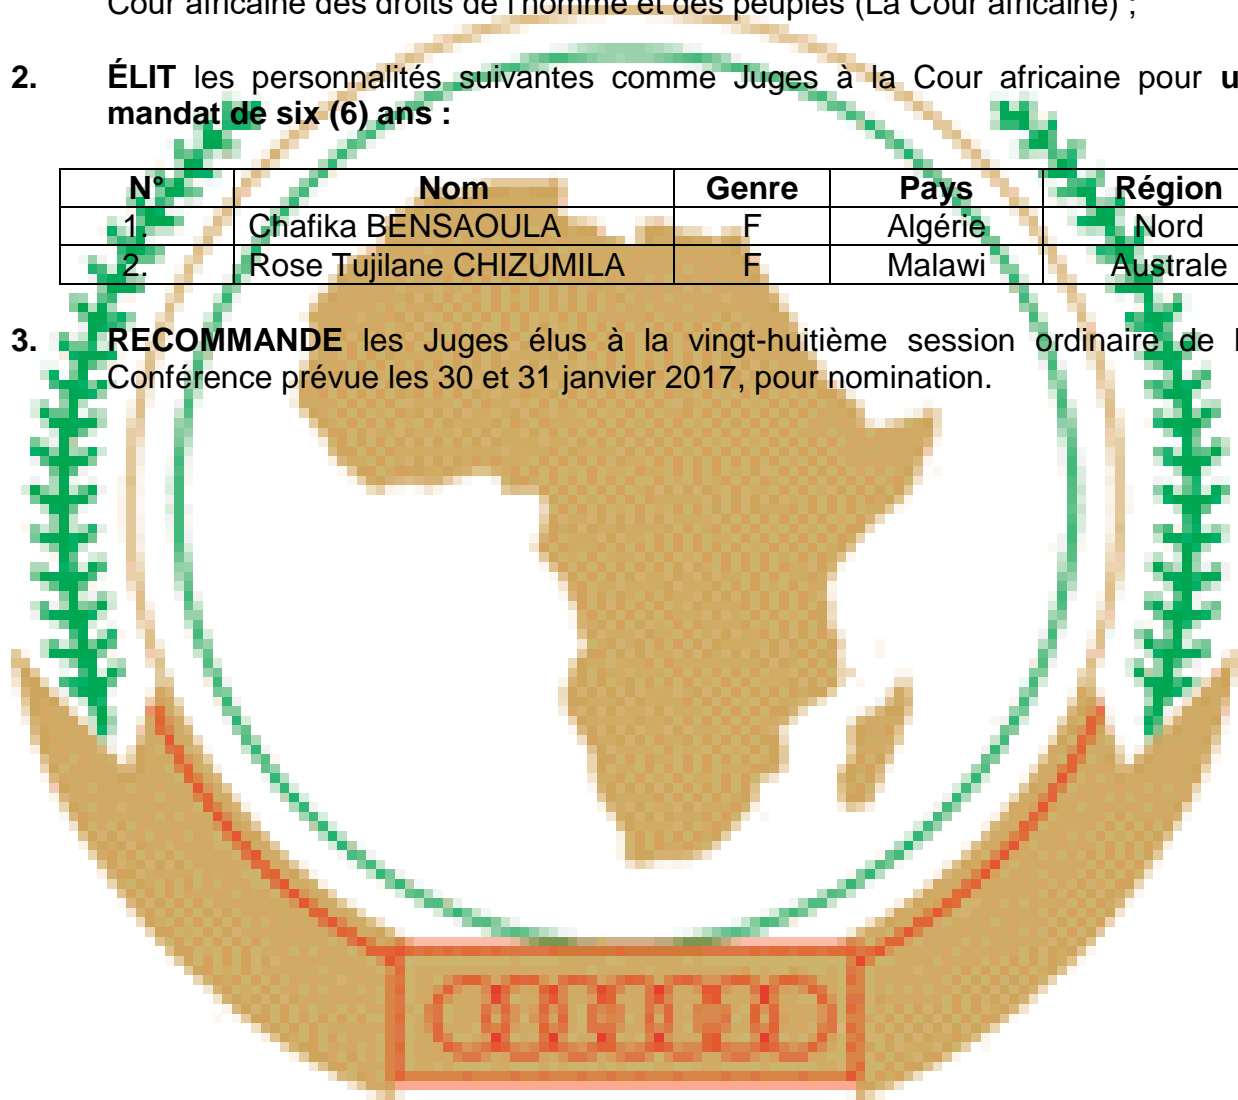 Cour africaine des droits de l'homme et des peuples (La Cour africaine) ;
2. ÉLIT les personnalités suivantes comme Juges à la Cour africaine pour
mandat de six (6) ans :
N° Nom Genre Pays Région
1. Chafika BENSAOULA F Algérie Nord
2. Rose Tujilane CHIZUMILA F Malawi Australe
3. RECOMMANDE les Juges élus à la vingt-huitième session ordinaire de
Conférence prévue les 30 et 31 janvier 2017, pour nomination.